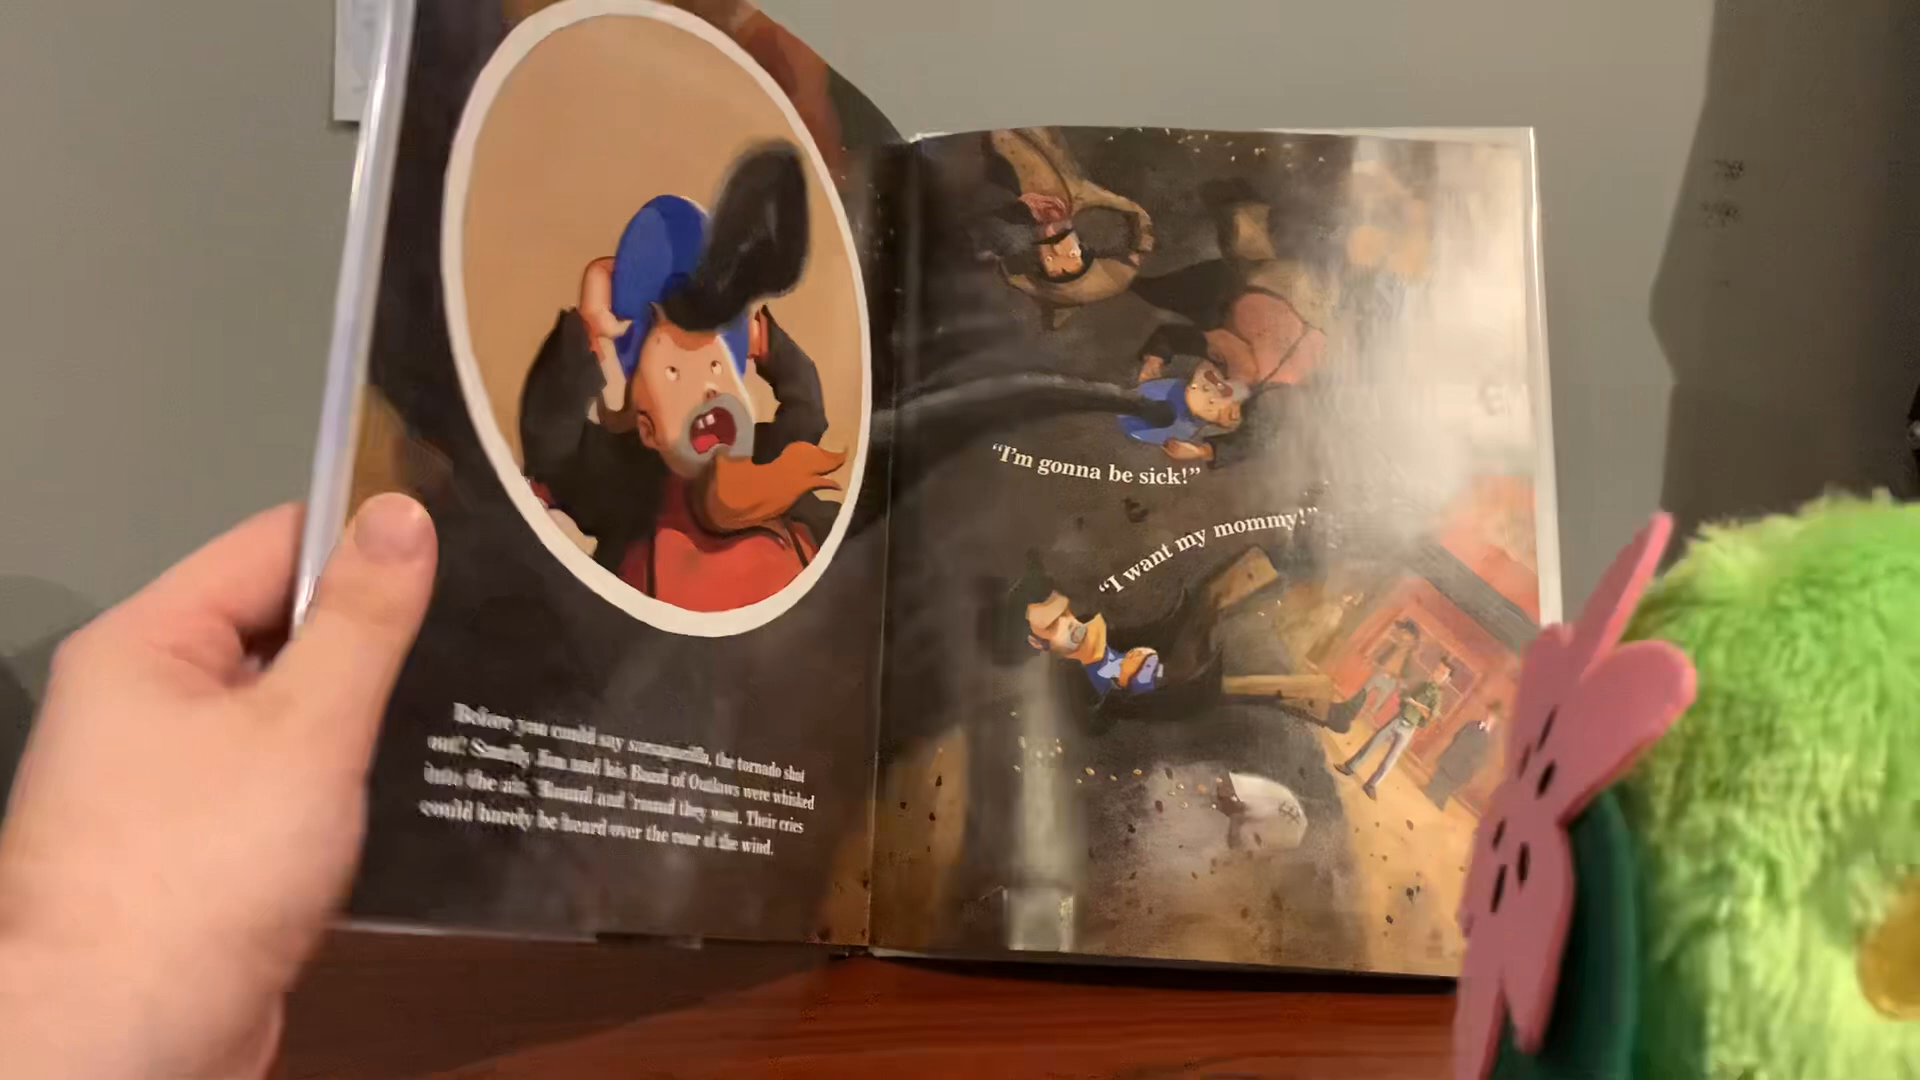 Before you could say sarsaparilla, the tornado shot
out! Smelly Jim and his Band of Outlaws were whisked
into the air. 'Round and 'round they went. Their cries
could barely be heard over the roar of the wind.
"I'm gonna be sick!"
"I want my mommy!"